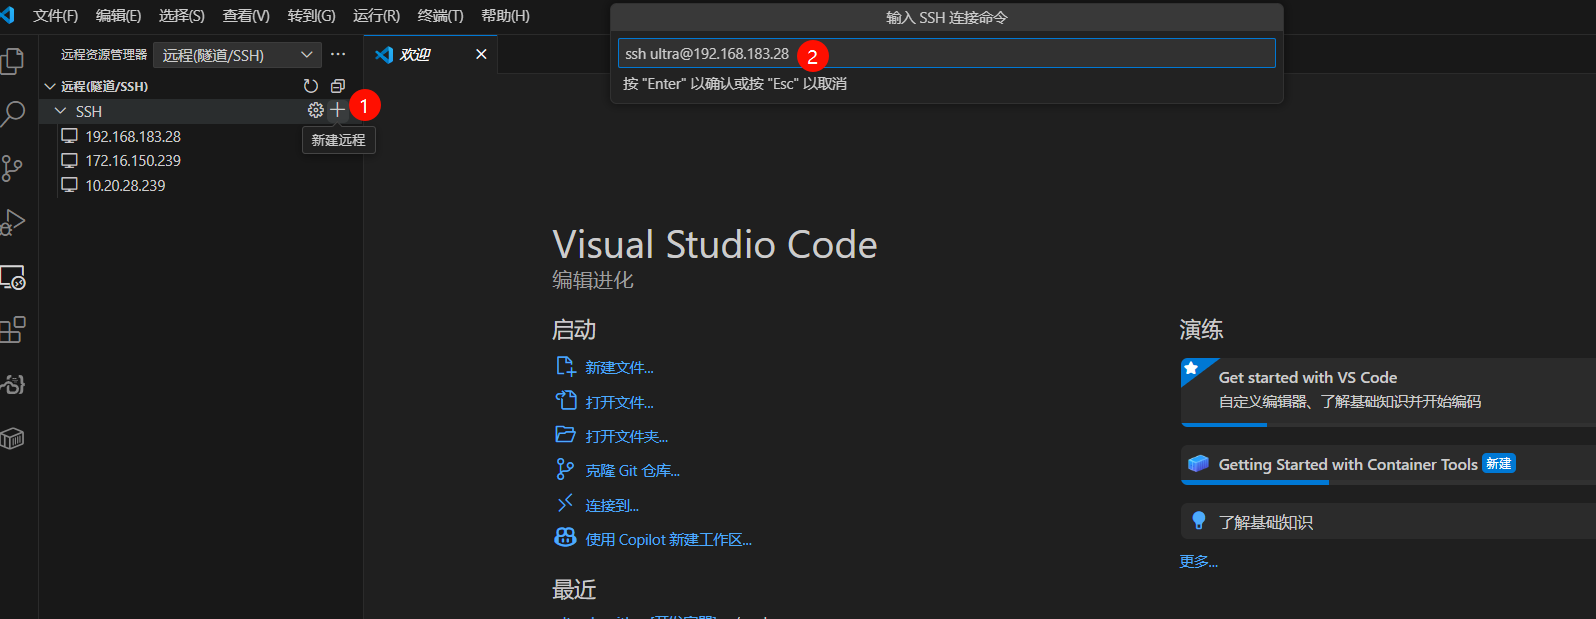 文件(F) 编辑(E) 选择(S) 查看(V) 转到(G) 运行(R) 终端(T) 帮助(H)
输入 SSH 连接命令
ssh ultra@192.168.183.28
2
按 "Enter" 以确认或按 "Esc" 以取消
远程资源管理器 远程(隧道/SSH)
欢迎
远程(隧道/SSH)
SSH
1
新建远程
192.168.183.28
172.16.150.239
10.20.28.239
Visual Studio Code
编辑进化
启动
新建文件...
打开文件...
打开文件夹...
克隆 Git 仓库...
连接到...
使用 Copilot 新建工作区...
最近
演练
Get started with VS Code
自定义编辑器、了解基础知识并开始编码
Getting Started with Container Tools 新建
了解基础知识
更多...